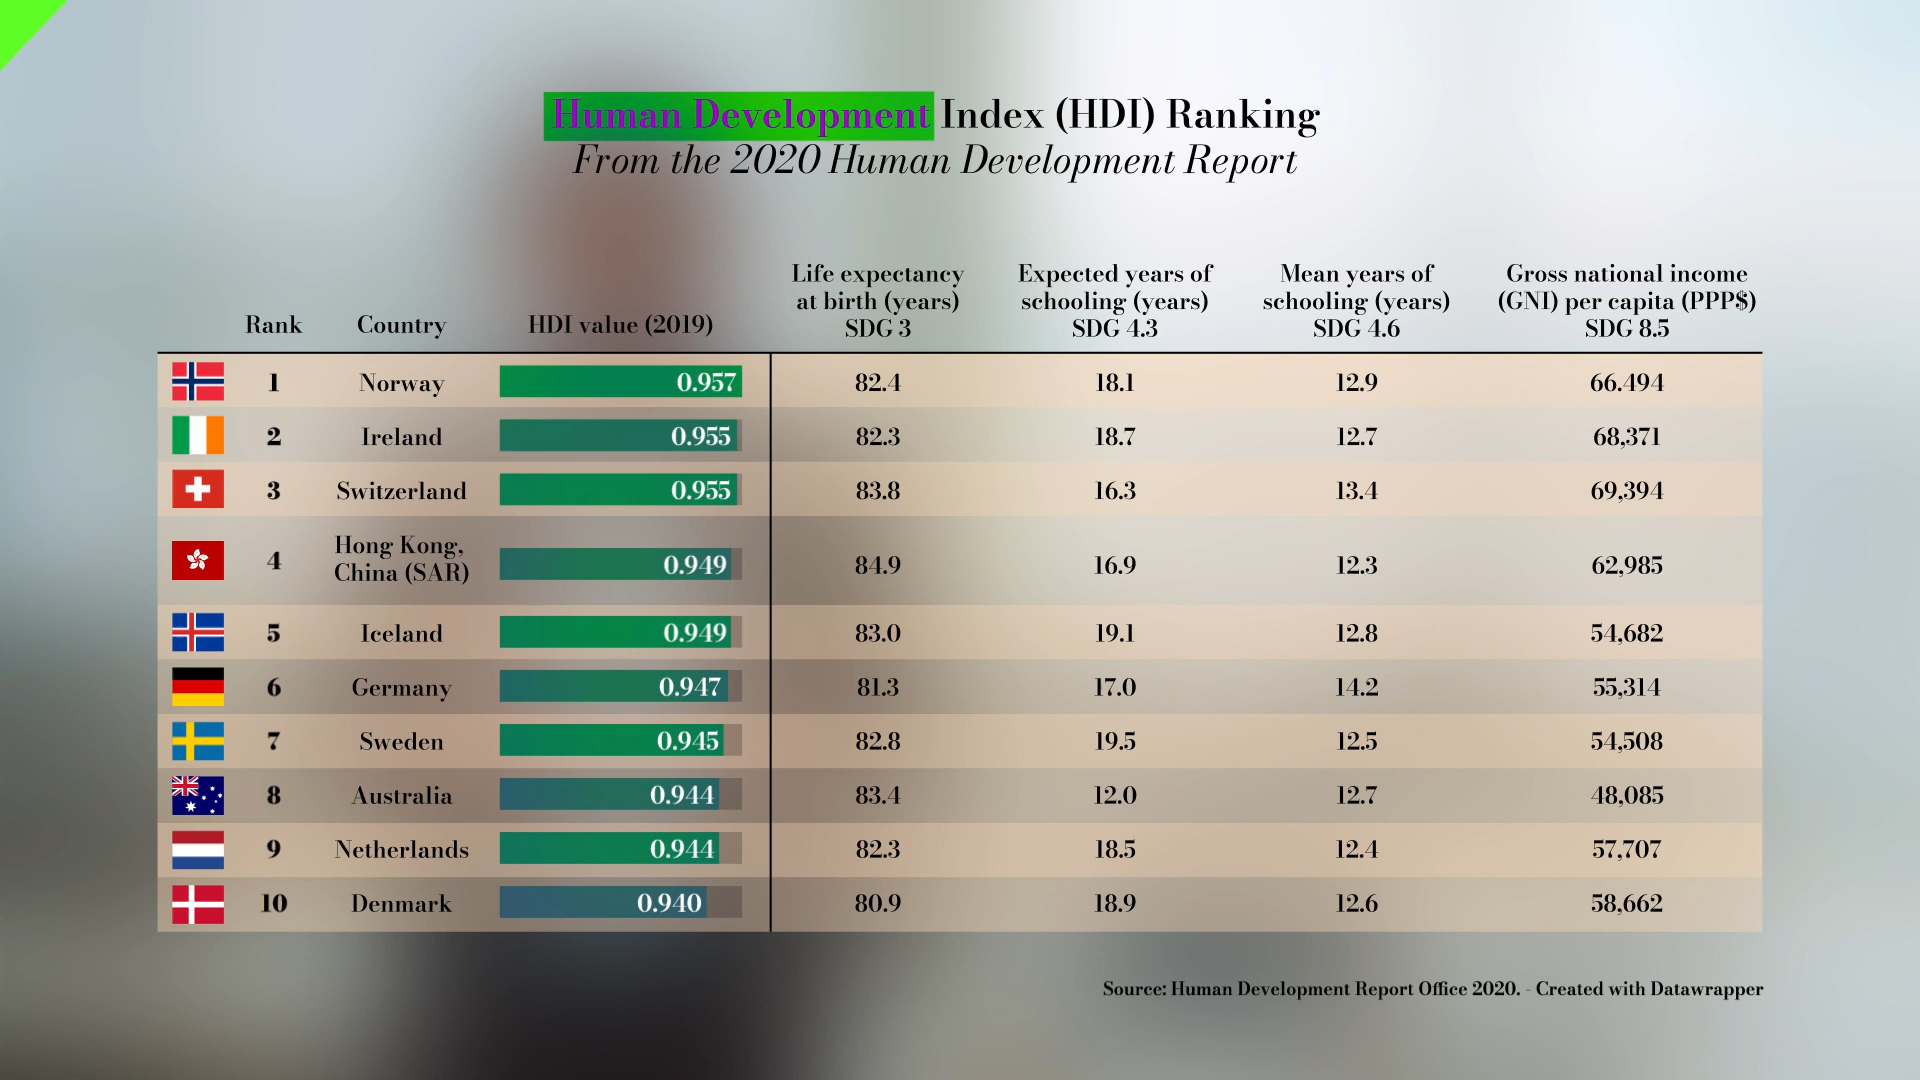 Human Development Index (HDI) Ranking
From the 2020 Human Development Report
Rank Country HDI value (2019) Life expectancy at birth (years) SDG 3 Expected years of schooling (years) SDG 4.3 Mean years of schooling (years) SDG 4.6 Gross national income (GNI) per capita (PPP$) SDG 8.5
1 Norway 0.957 82.4 18.1 12.9 66.494
2 Ireland 0.955 82.3 18.7 12.7 68,371
3 Switzerland 0.955 83.8 16.3 13.4 69,394
4 Hong Kong, China (SAR) 0.949 84.9 16.9 12.3 62,985
5 Iceland 0.949 83.0 19.1 12.8 54,682
6 Germany 0.947 81.3 17.0 14.2 55,314
7 Sweden 0.945 82.8 19.5 12.5 54,508
8 Australia 0.944 83.4 12.0 12.7 48,085
9 Netherlands 0.944 82.3 18.5 12.4 57,707
10 Denmark 0.940 80.9 18.9 12.6 58,662
Source: Human Development Report Office 2020. - Created with Datawrapper